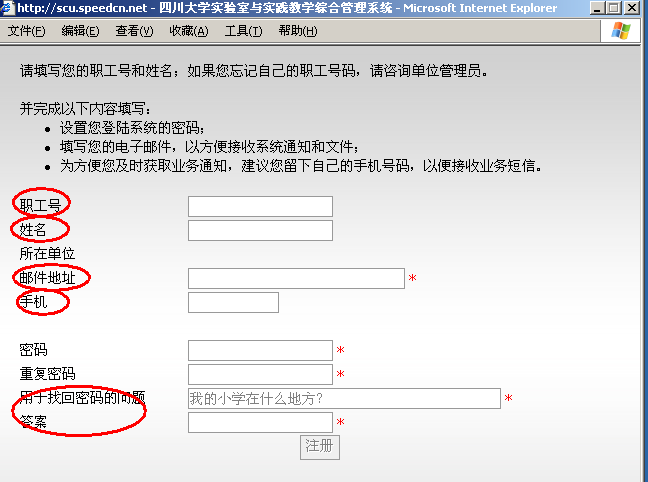 http://scu.speedcn.net - 四川大学实验室与实践教学综合管理系统 - Microsoft Internet Explorer
文件(F) 编辑(E) 查看(V) 收藏(A) 工具(T) 帮助(H)
请填写您的职工号和姓名；如果您忘记自己的职工号码，请咨询单位管理员。
并完成以下内容填写：
• 设置您登陆系统的密码；
• 填写您的电子邮件，以方便接收系统通知和文件；
• 为方便您及时获取业务通知，建议您留下自己的手机号码，以便接收业务短信。
职工号
姓名
所在单位
邮件地址 *
手机
密码 *
重复密码 *
用于找回密码的问题 我的小学在什么地方？ *
答案 *
注册